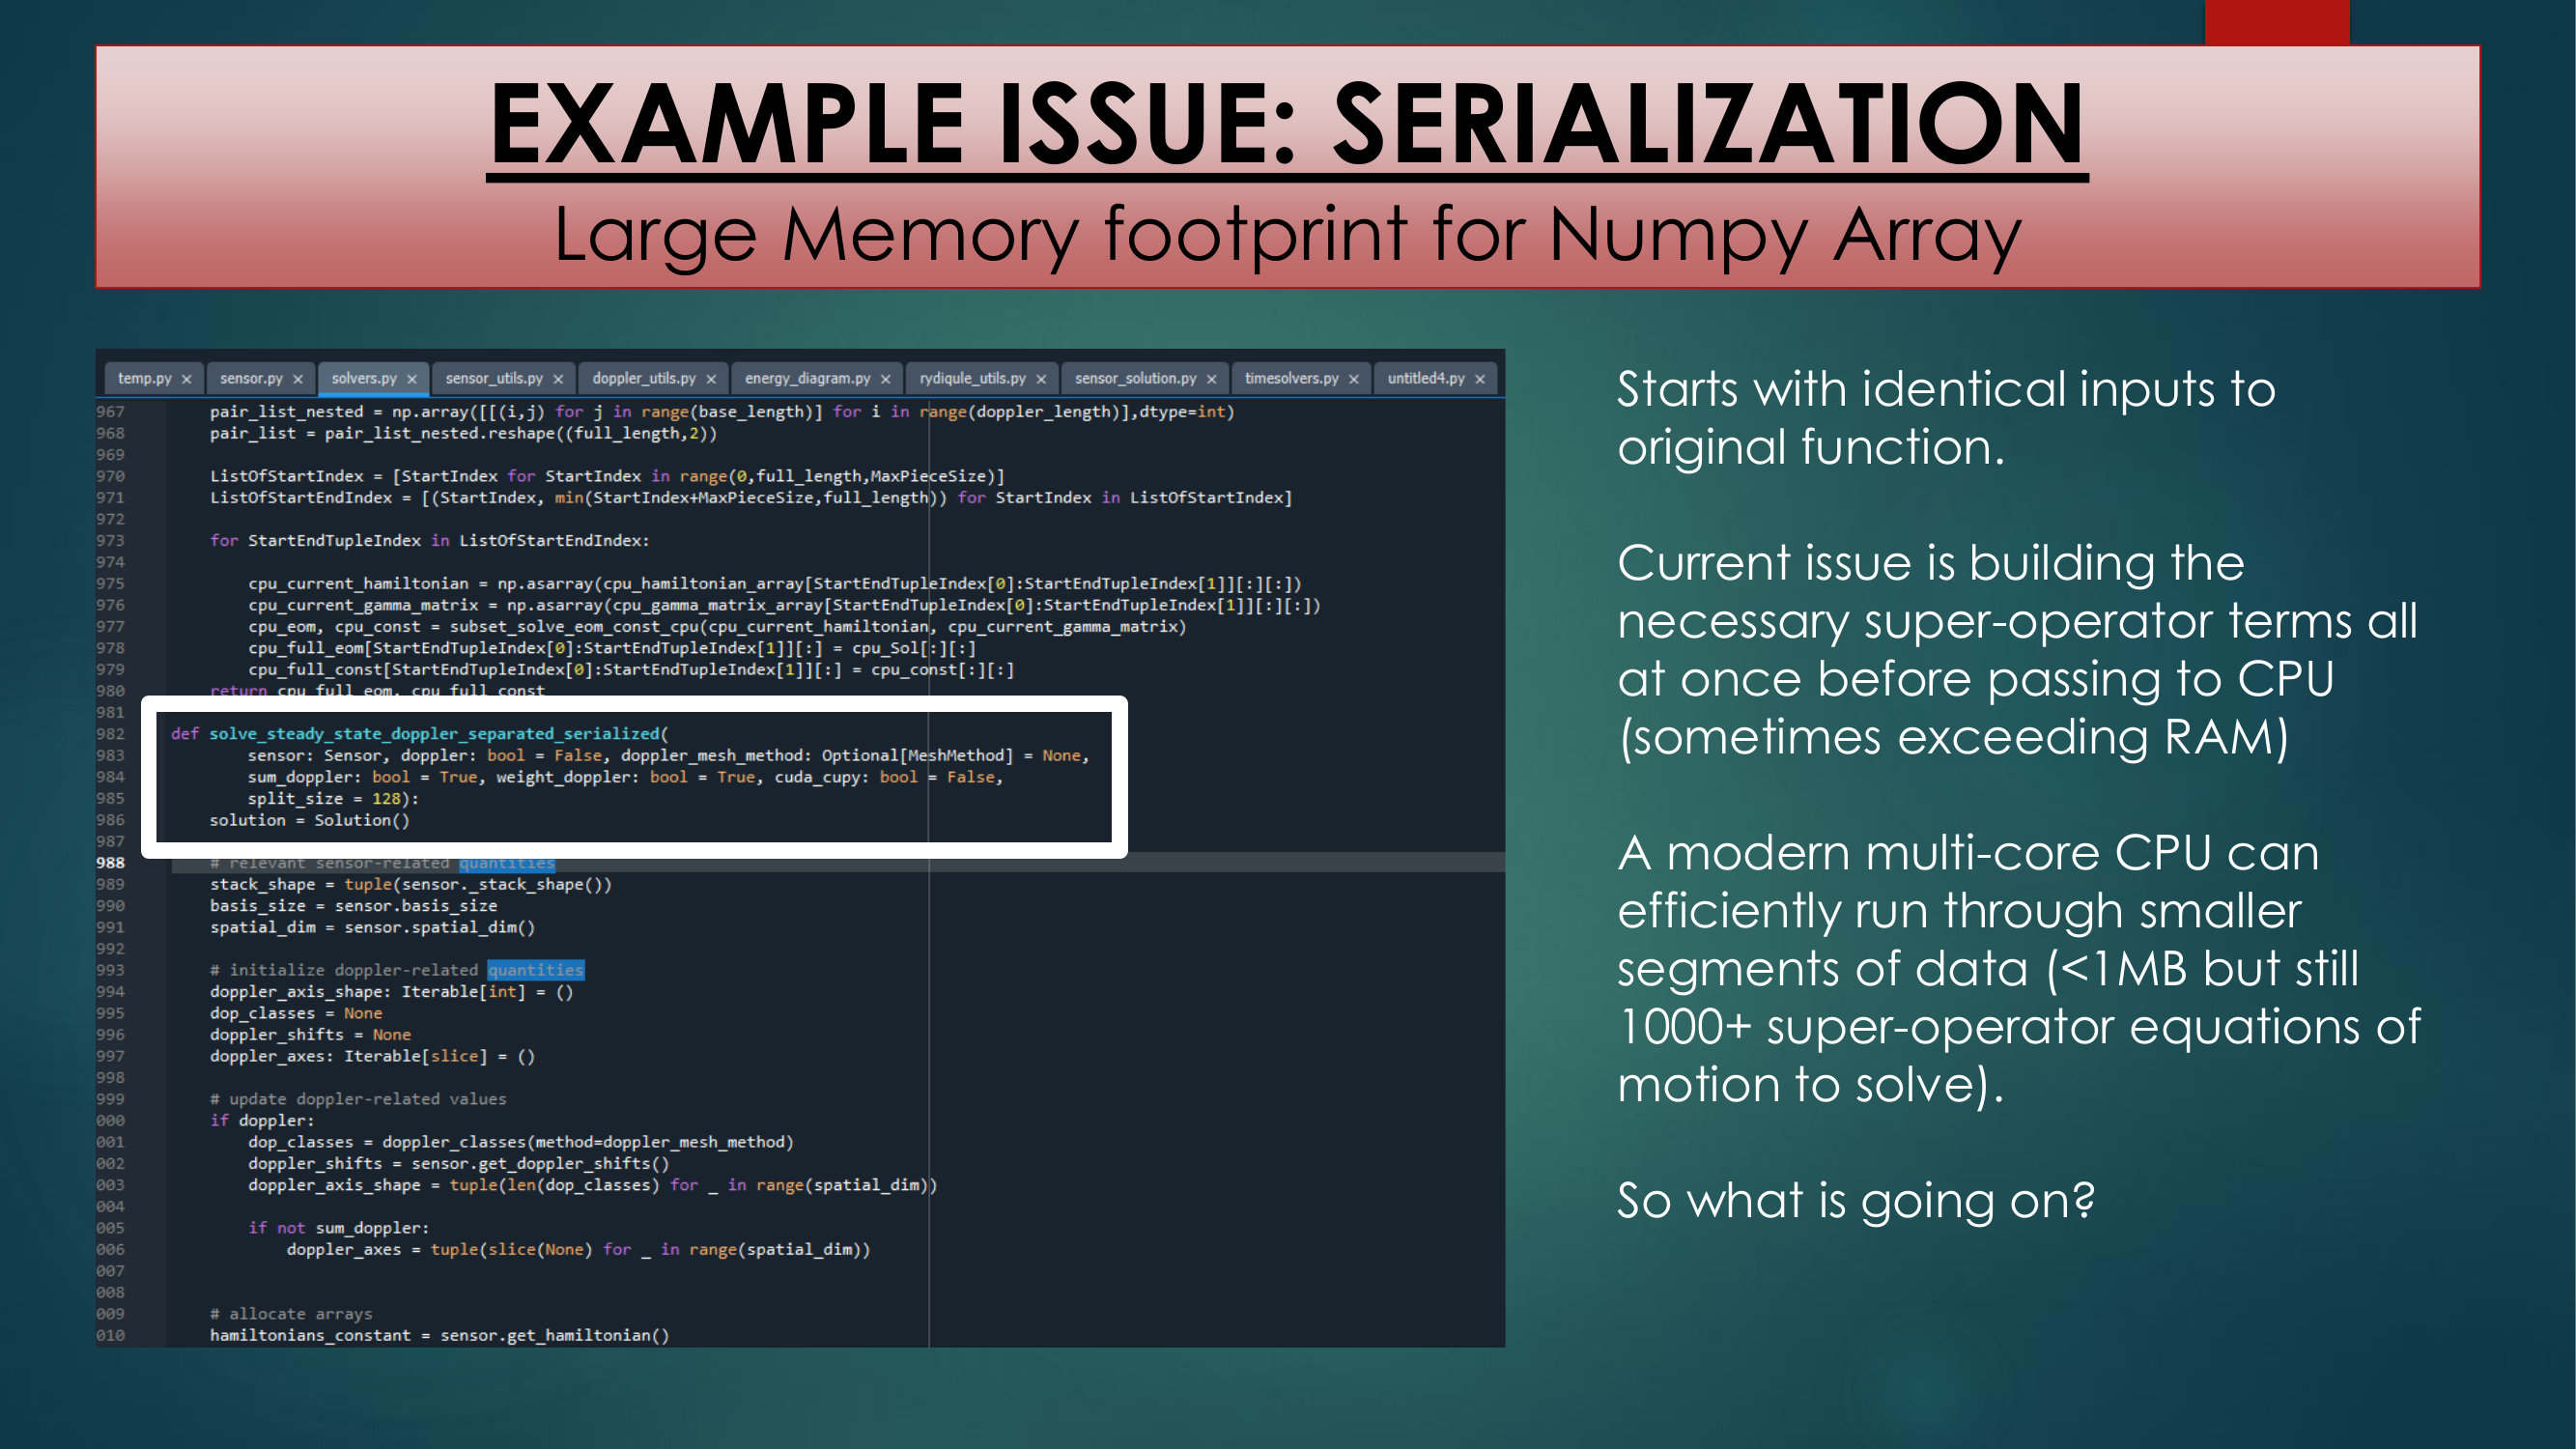 EXAMPLE ISSUE: SERIALIZATION
Large Memory footprint for Numpy Array
temp.py × sensor.py × solvers.py × sensor_utils.py × doppler_utils.py × energy_diagram.py × rydiqule_utils.py × sensor_solution.py × timesolvers.py × untitled4.py ×
967 pair_list_nested = np.array([[(i,j) for j in range(base_length)] for i in range(doppler_length)],dtype=int)
968 pair_list = pair_list_nested.reshape((full_length,2))
969
970 ListOfStartIndex = [StartIndex for StartIndex in range(0,full_length,MaxPieceSize)]
971 ListOfStartEndIndex = [(StartIndex, min(StartIndex+MaxPieceSize,full_length)) for StartIndex in ListOfStartIndex]
972
973 for StartEndTupleIndex in ListOfStartEndIndex:
974
975 cpu_current_hamiltonian = np.asarray(cpu_hamiltonian_array[StartEndTupleIndex[0]:StartEndTupleIndex[1]][:][:])
976 cpu_current_gamma_matrix = np.asarray(cpu_gamma_matrix_array[StartEndTupleIndex[0]:StartEndTupleIndex[1]][:][:])
977 cpu_eom, cpu_const = subset_solve_eom_const_cpu(cpu_current_hamiltonian, cpu_current_gamma_matrix)
978 cpu_full_eom[StartEndTupleIndex[0]:StartEndTupleIndex[1]][:] = cpu_Sol[:][:]
979 cpu_full_const[StartEndTupleIndex[0]:StartEndTupleIndex[1]][:] = cpu_const[:][:]
980 return cpu_full_eom, cpu_full_const
981
982 def solve_steady_state_doppler_separated_serialized(
983 sensor: Sensor, doppler: bool = False, doppler_mesh_method: Optional[MeshMethod] = None,
984 sum_doppler: bool = True, weight_doppler: bool = True, cuda_cupy: bool = False,
985 split_size = 128):
986 solution = Solution()
987
988 # relevant sensor-related quantities
989 stack_shape = tuple(sensor._stack_shape())
990 basis_size = sensor.basis_size
991 spatial_dim = sensor.spatial_dim()
992
993 # initialize doppler-related quantities
994 doppler_axis_shape: Iterable[int] = ()
995 dop_classes = None
996 doppler_shifts = None
997 doppler_axes: Iterable[slice] = ()
998
999 # update doppler-related values
000 if doppler:
001 dop_classes = doppler_classes(method=doppler_mesh_method)
002 doppler_shifts = sensor.get_doppler_shifts()
003 doppler_axis_shape = tuple(len(dop_classes) for _ in range(spatial_dim))
004
005 if not sum_doppler:
006 doppler_axes = tuple(slice(None) for _ in range(spatial_dim))
007
008
009 # allocate arrays
010 hamiltonians_constant = sensor.get_hamiltonian()
Starts with identical inputs to
original function.
Current issue is building the
necessary super-operator terms all
at once before passing to CPU
(sometimes exceeding RAM)
A modern multi-core CPU can
efficiently run through smaller
segments of data (<1MB but still
1000+ super-operator equations of
motion to solve).
So what is going on?